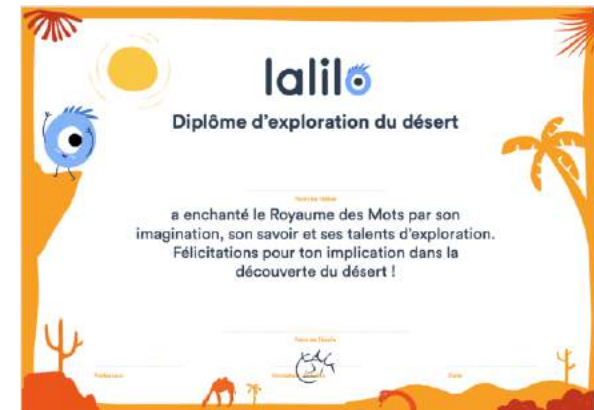 lalilo
Diplôme d'exploration du désert
a enchanté le Royaume des Mots par son
imagination, son savoir et ses talents d'exploration.
Félicitations pour ton implication dans la
découverte du désert !
Date